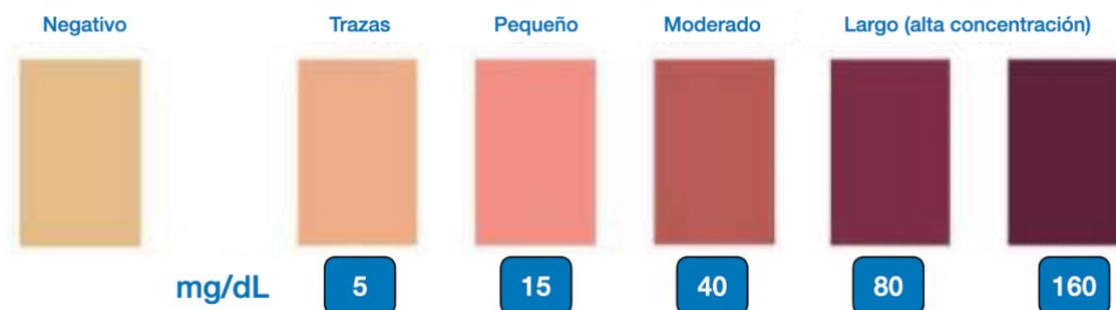 Negativo Trazas Pequeño Moderado Largo (alta concentración)
mg/dL 5 15 40 80 160